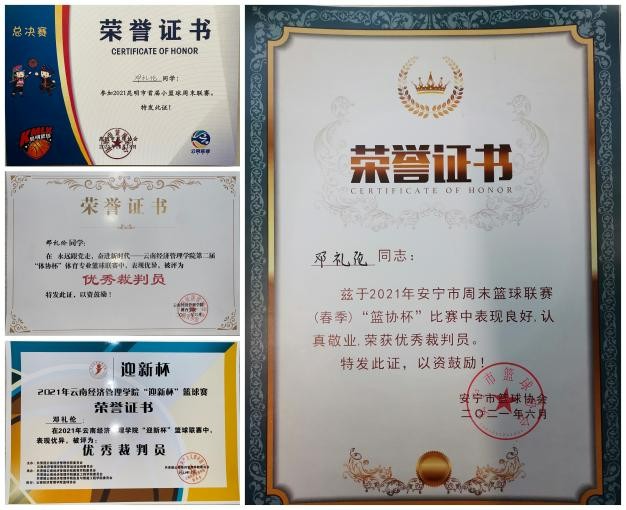 总决赛
荣誉证书
CERTIFICATE OF HONOR
邓礼伦 同学：
参加2021昆明市首届小篮球周末联赛。
特发此证！
荣誉证书
邓礼伦 同学：
在 永远跟党走，奋进新时代——云南经济管理学院第二届
“体协杯”体育专业篮球联赛中，表现优异，被评为
优秀裁判员
特发此证，以资鼓励！
迎新杯
2021年云南经济管理学院“迎新杯”篮球赛
荣誉证书
邓礼伦：
在2021年云南经济管理学院“迎新杯”篮球联赛中，
表现优异，被评为：
优秀裁判员
荣誉证书
CERTIFICATE OF HONOR
邓礼伦 同志：
兹于2021年安宁市周末篮球联赛
(春季)“篮协杯”比赛中表现良好,认
真敬业,荣获优秀裁判员。
特发此证，以资鼓励！
安宁市篮球协会
二〇二一年六月